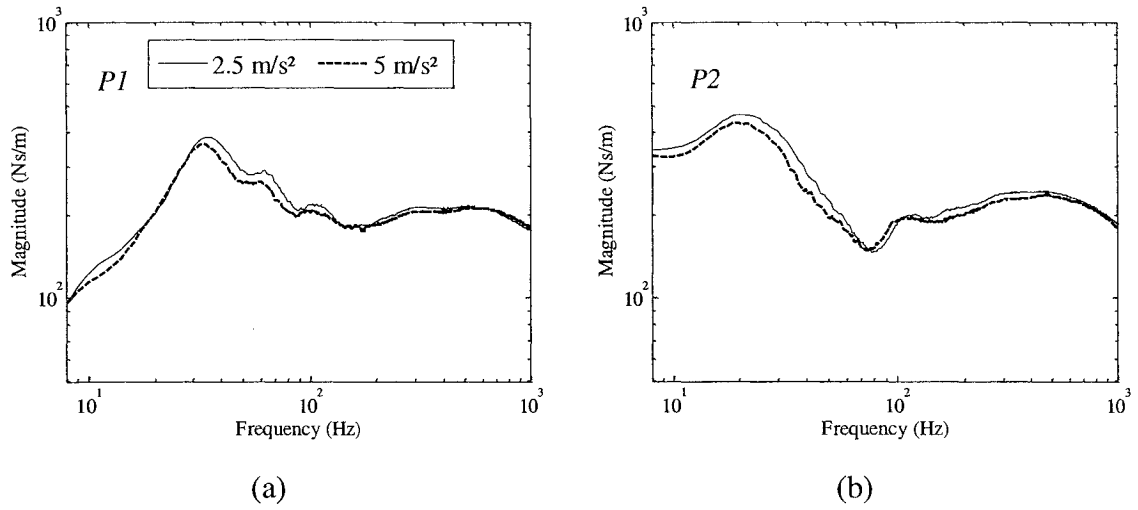 10³
P1
2.5 m/s² 5 m/s²
Magnitude (Ns/m)
10²
10¹ 10² 10³
Frequency (Hz)
(a)
10³
P2
Magnitude (Ns/m)
10²
10¹ 10² 10³
Frequency (Hz)
(b)